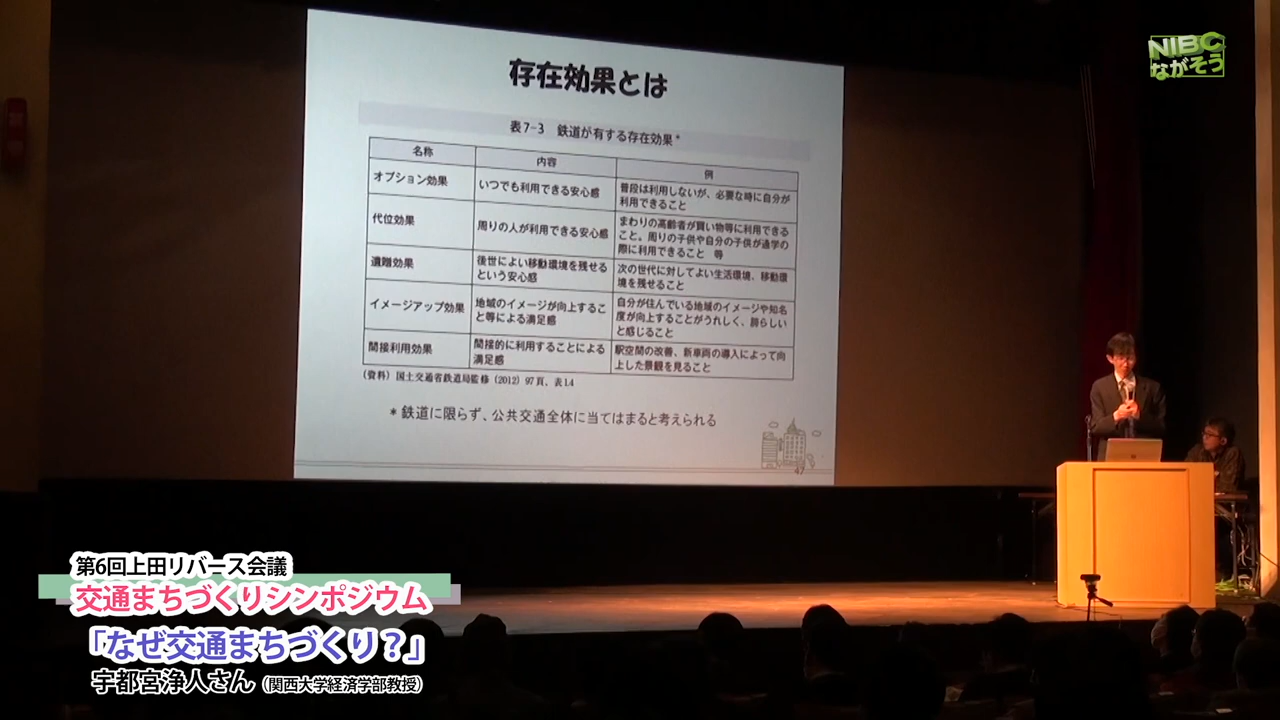 NIBC
ながそう
存在効果とは
表7-3　鉄道が有する存在効果*
名称
内容
例
オプション効果
いつでも利用できる安心感
普段は利用しないが、必要な時に自分が
利用できること
代位効果
周りの人が利用できる安心感
まわりの高齢者が買い物等に利用できる
こと。周りの子供や自分の子供が通学の
際に利用できること　等
遺贈効果
後世によい移動環境を残せる
という安心感
次の世代に対してよい生活環境、移動環
境を残せること
イメージアップ効果
地域のイメージが向上するこ
と等による満足感
自分が住んでいる地域のイメージや知名
度が向上することがうれしく、誇らしい
と感じること
間接利用効果
間接的に利用することによる
満足感
駅空間の改善、新車両の導入によって向
上した景観を見ること
（資料）国土交通省鉄道局監修（2012）97頁，表1.4
*鉄道に限らず、公共交通全体に当てはまると考えられる
47
第6回上田リバース会議
交通まちづくりシンポジウム
「なぜ交通まちづくり？」
宇都宮浄人さん（関西大学経済学部教授）